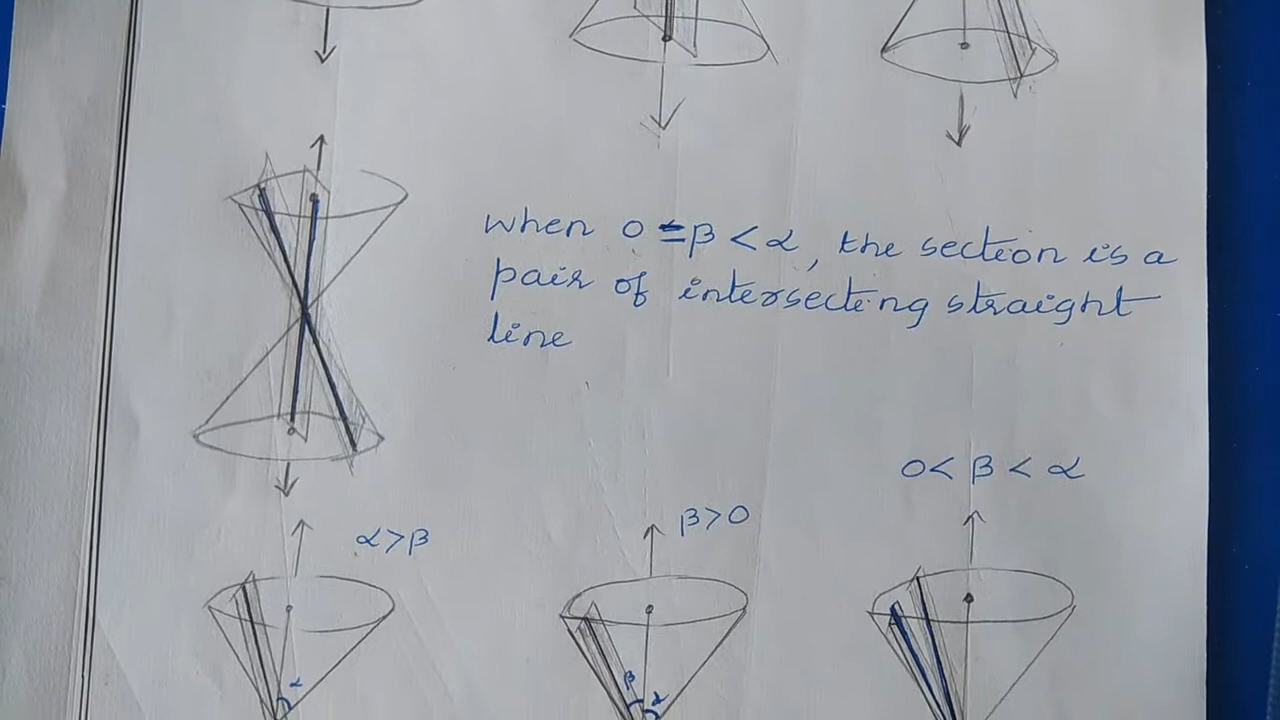 when 0 ≤ β < α, the section is a
pair of intersecting straight
line
0 < β < α
α > β
β > 0
α
β α